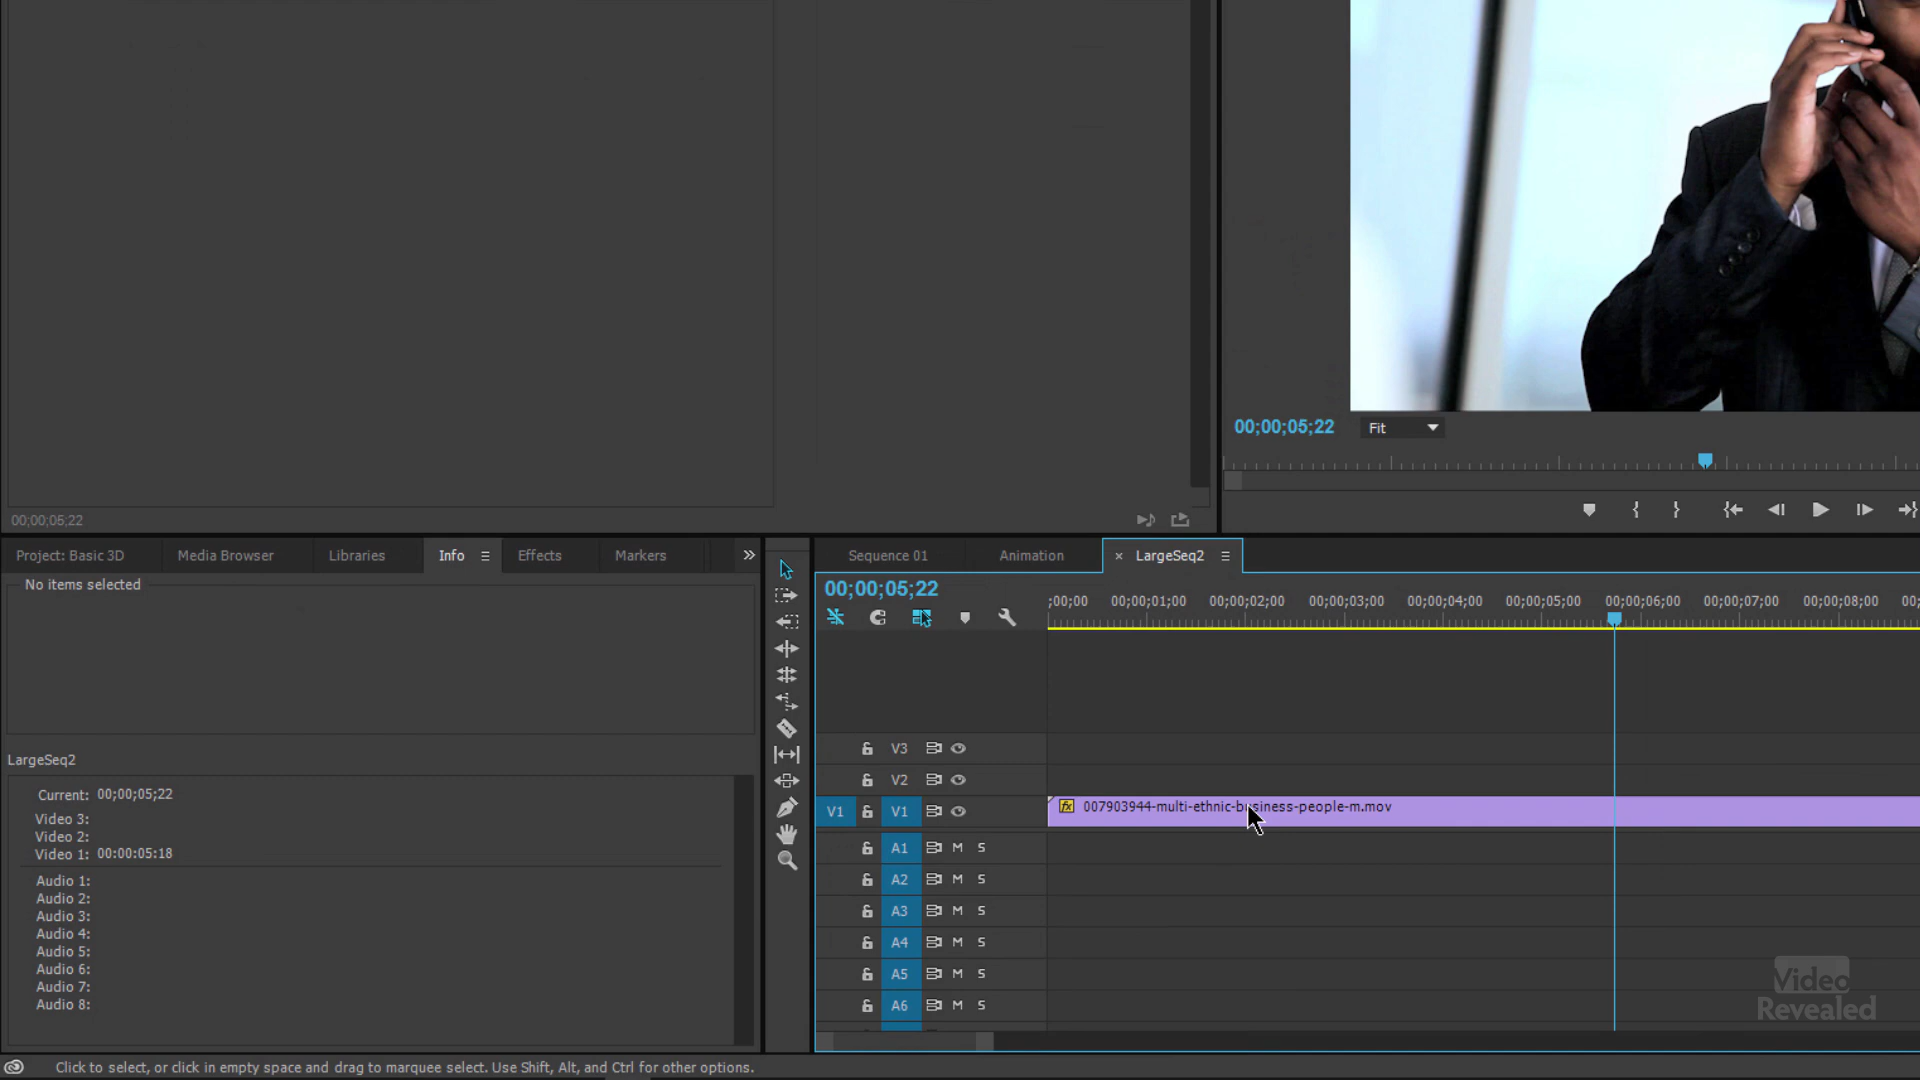 00;00;05;22 Fit
00;00;05;22
Project: Basic 3D Media Browser Libraries Info Effects Markers
Sequence 01 Animation × LargeSeq2
No items selected
00;00;05;22
;00;00 00;00;01;00 00;00;02;00 00;00;03;00 00;00;04;00 00;00;05;00 00;00;06;00 00;00;07;00 00;00;08;00 00;
V3
LargeSeq2
V2
Current: 00;00;05;22
V1 V1 fx 007903944-multi-ethnic-business-people-m.mov
Video 3:
Video 2:
Video 1: 00:00:05:18
A1 M S
Audio 1:
A2 M S
Audio 2:
Audio 3:
A3 M S
Audio 4:
A4 M S
Audio 5:
Audio 6:
A5 M S
Audio 7:
Audio 8:
A6 M S
Video
Revealed
Click to select, or click in empty space and drag to marquee select. Use Shift, Alt, and Ctrl for other options.